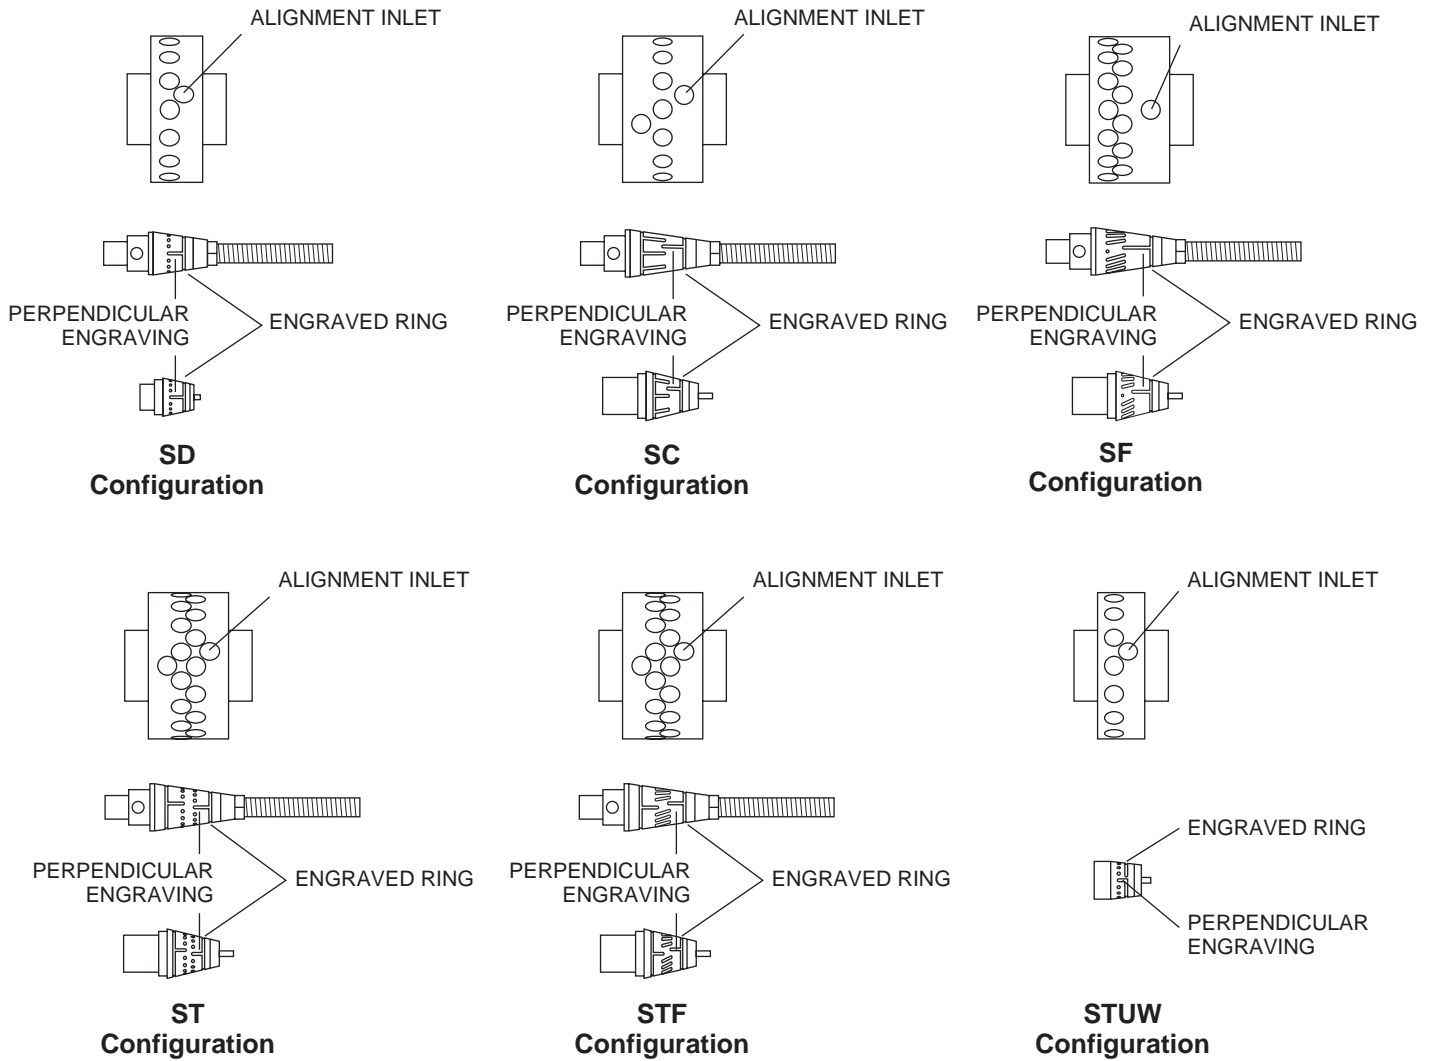 ALIGNMENT INLET
PERPENDICULAR
ENGRAVING
ENGRAVED RING
SD
Configuration
ALIGNMENT INLET
PERPENDICULAR
ENGRAVING
ENGRAVED RING
SC
Configuration
ALIGNMENT INLET
PERPENDICULAR
ENGRAVING
ENGRAVED RING
SF
Configuration
ALIGNMENT INLET
PERPENDICULAR
ENGRAVING
ENGRAVED RING
ST
Configuration
ALIGNMENT INLET
PERPENDICULAR
ENGRAVING
ENGRAVED RING
STF
Configuration
ALIGNMENT INLET
ENGRAVED RING
PERPENDICULAR
ENGRAVING
STUW
Configuration